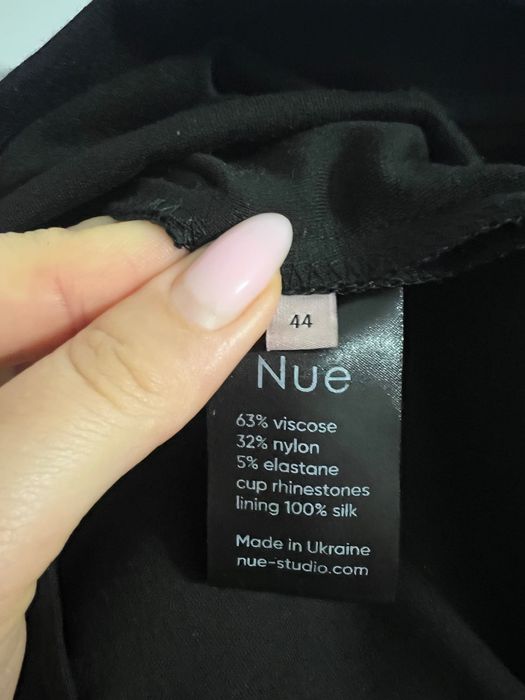 44
Nue
63% viscose
32% nylon
5% elastane
cup rhinestones
lining 100% silk
Made in Ukraine
nue-studio.com